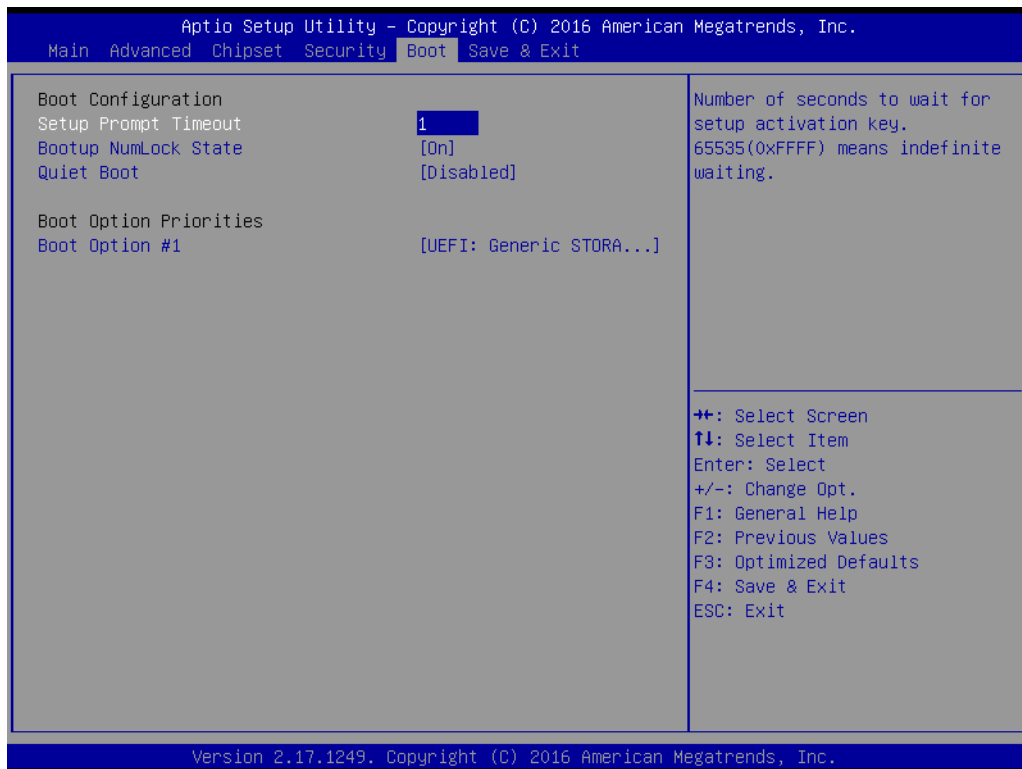 Aptio Setup Utility – Copyright (C) 2016 American Megatrends, Inc.
Main Advanced Chipset Security Boot Save & Exit
Boot Configuration
Setup Prompt Timeout 1
Bootup NumLock State [On]
Quiet Boot [Disabled]
Boot Option Priorities
Boot Option #1 [UEFI: Generic STORA...]
Number of seconds to wait for
setup activation key.
65535(0xFFFF) means indefinite
waiting.
→←: Select Screen
↑↓: Select Item
Enter: Select
+/-: Change Opt.
F1: General Help
F2: Previous Values
F3: Optimized Defaults
F4: Save & Exit
ESC: Exit
Version 2.17.1249. Copyright (C) 2016 American Megatrends, Inc.